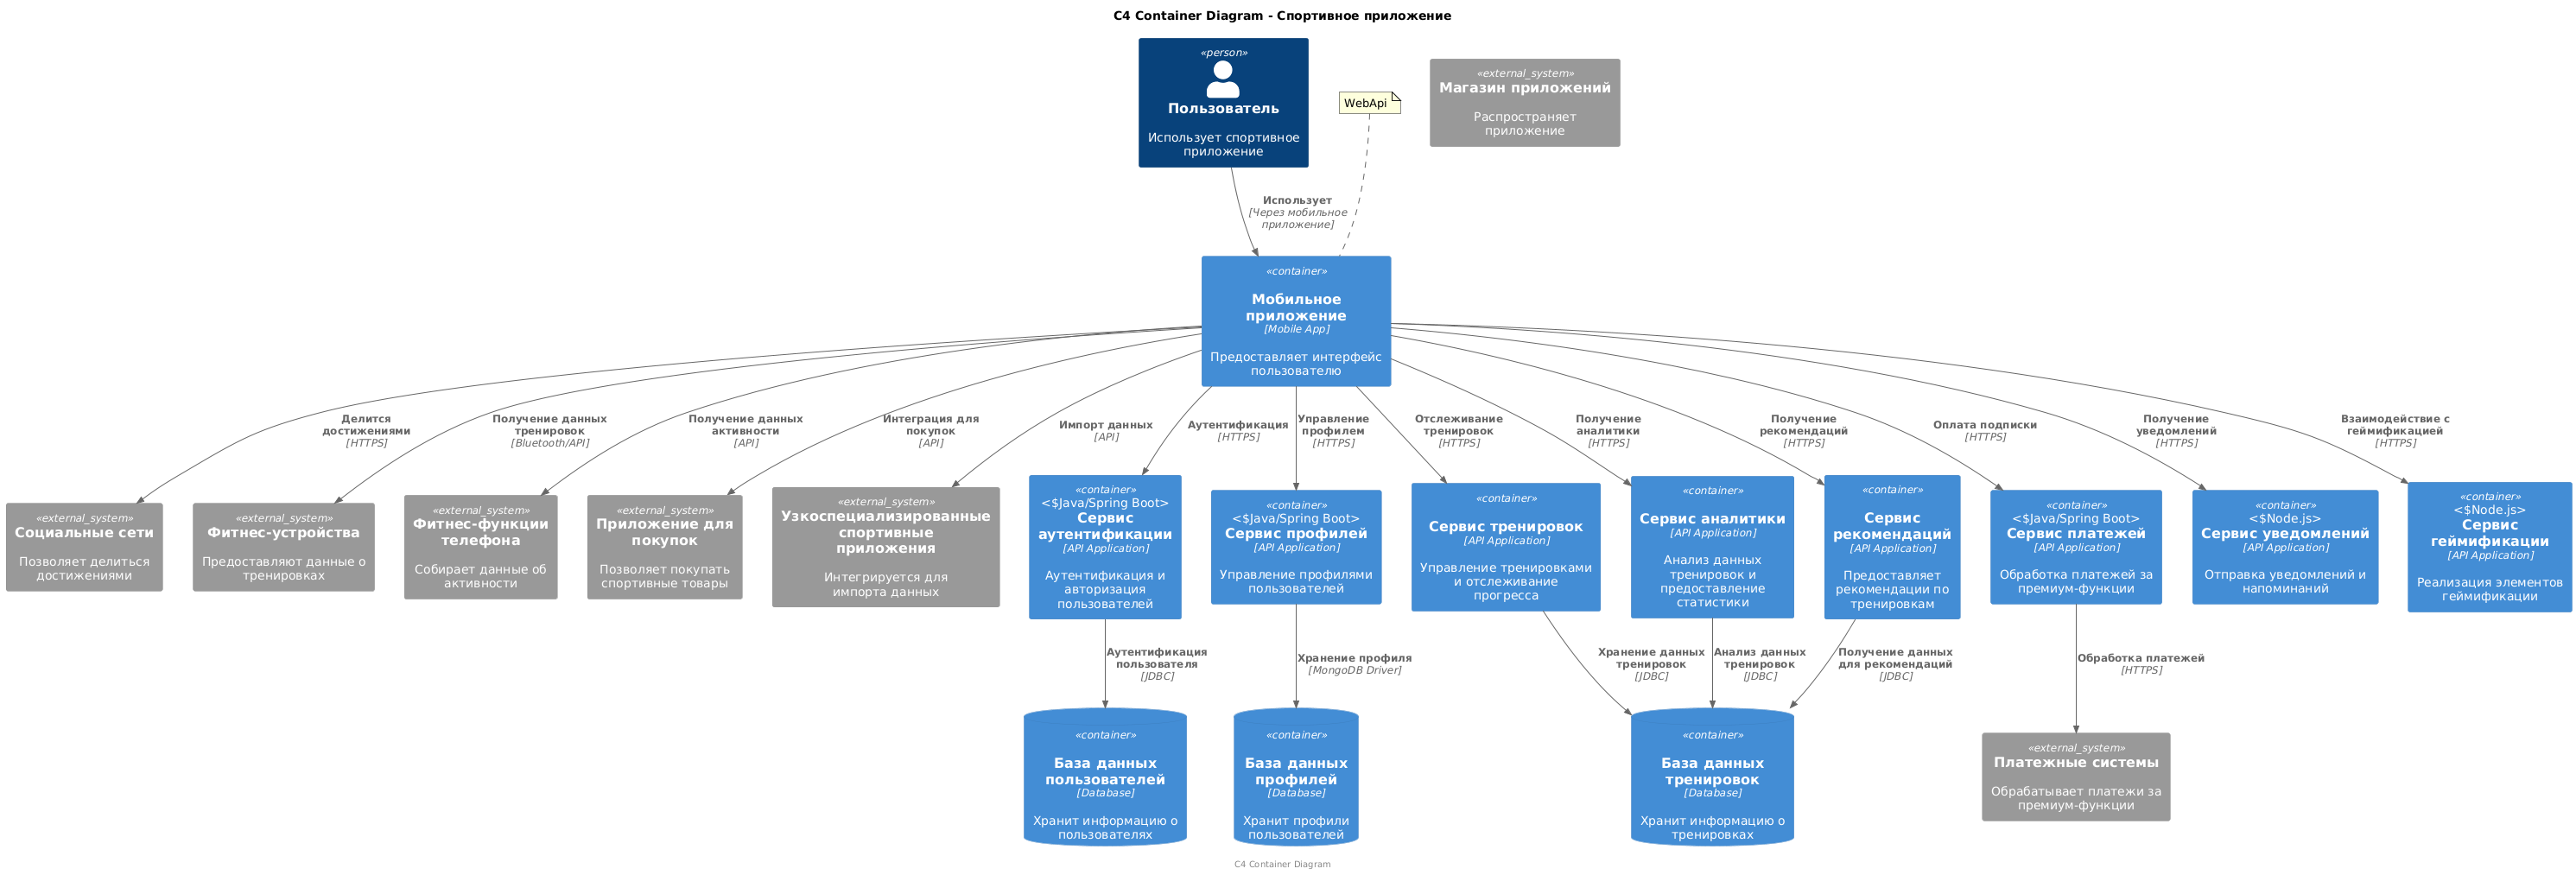 C4 Container Diagram - Спортивное приложение
«person»
Пользователь
Использует спортивное
приложение
WebApi
«external_system»
Магазин приложений
Распространяет
приложение
Использует
[Через мобильное
приложение]
«container»
Мобильное
приложение
[Mobile App]
Предоставляет интерфейс
пользователю
Делится
достижениями
[HTTPS]
Получение данных
тренировок
[Bluetooth/API]
Получение данных
активности
[API]
Интеграция для
покупок
[API]
Импорт данных
[API]
Аутентификация
[HTTPS]
Управление
профилем
[HTTPS]
Отслеживание
тренировок
[HTTPS]
Получение
аналитики
[HTTPS]
Получение
рекомендаций
[HTTPS]
Оплата подписки
[HTTPS]
Получение
уведомлений
[HTTPS]
Взаимодействие с
геймификацией
[HTTPS]
«external_system»
Социальные сети
Позволяет делиться
достижениями
«external_system»
Фитнес-устройства
Предоставляют данные о
тренировках
«external_system»
Фитнес-функции
телефона
Собирает данные об
активности
«external_system»
Приложение для
покупок
Позволяет покупать
спортивные товары
«external_system»
Узкоспециализированные
спортивные
приложения
Интегрируется для
импорта данных
«container»
<$Java/Spring Boot>
Сервис
аутентификации
[API Application]
Аутентификация и
авторизация
пользователей
«container»
<$Java/Spring Boot>
Сервис профилей
[API Application]
Управление профилями
пользователей
«container»
Сервис тренировок
[API Application]
Управление тренировками
и отслеживание
прогресса
«container»
Сервис аналитики
[API Application]
Анализ данных
тренировок и
предоставление
статистики
«container»
Сервис
рекомендаций
[API Application]
Предоставляет
рекомендации по
тренировкам
«container»
<$Java/Spring Boot>
Сервис платежей
[API Application]
Обработка платежей за
премиум-функции
«container»
<$Node.js>
Сервис уведомлений
[API Application]
Отправка уведомлений и
напоминаний
«container»
<$Node.js>
Сервис
геймификации
[API Application]
Реализация элементов
геймификации
Аутентификация
пользователя
[JDBC]
Хранение профиля
[MongoDB Driver]
Хранение данных
тренировок
[JDBC]
Анализ данных
тренировок
[JDBC]
Получение данных
для рекомендаций
[JDBC]
Обработка платежей
[HTTPS]
«container»
База данных
пользователей
[Database]
Хранит информацию о
пользователях
«container»
База данных
профилей
[Database]
Хранит профили
пользователей
«container»
База данных
тренировок
[Database]
Хранит информацию о
тренировках
«external_system»
Платежные системы
Обрабатывает платежи за
премиум-функции
C4 Container Diagram